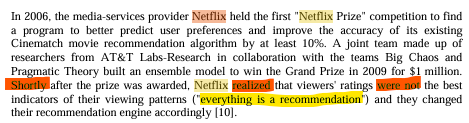 In 2006, the media-services provider Netflix held the first "Netflix Prize" competition to find
a program to better predict user preferences and improve the accuracy of its existing
Cinematch movie recommendation algorithm by at least 10%. A joint team made up of
researchers from AT&T Labs-Research in collaboration with the teams Big Chaos and
Pragmatic Theory built an ensemble model to win the Grand Prize in 2009 for $1 million.
Shortly after the prize was awarded, Netflix realized that viewers' ratings were not the best
indicators of their viewing patterns ("everything is a recommendation") and they changed
their recommendation engine accordingly [10].